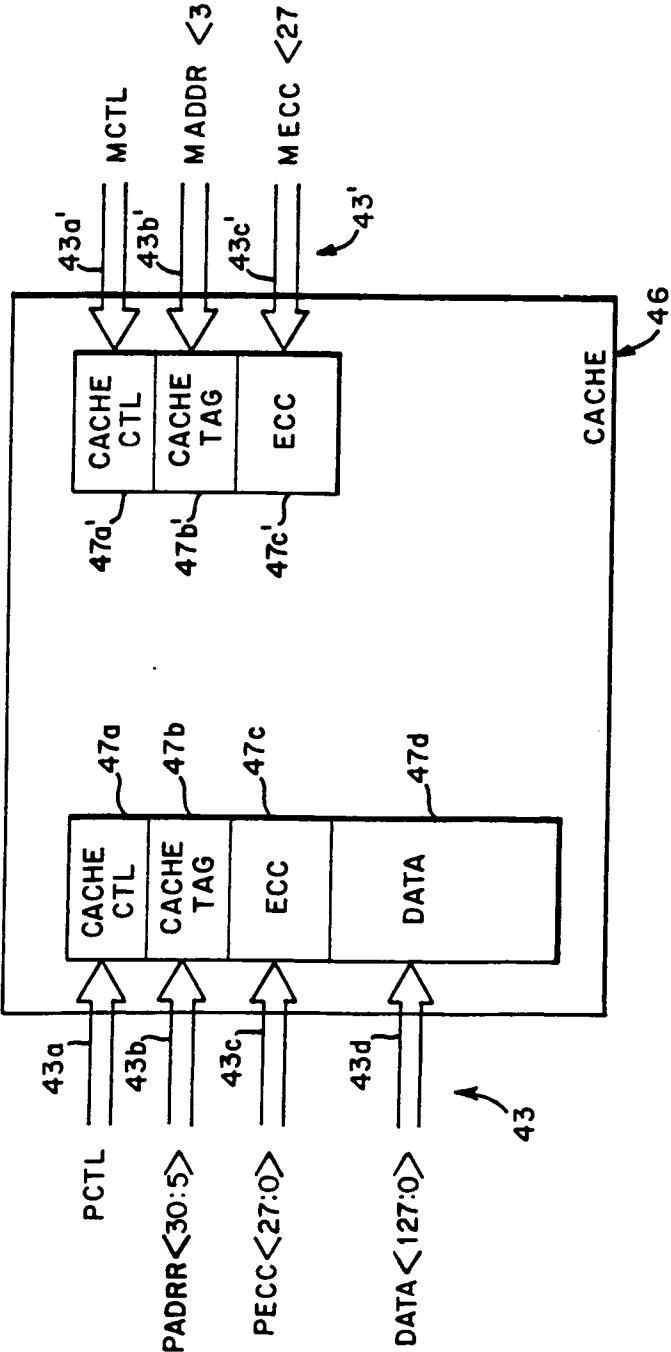 PCTL
43a
PADRR<30:5>
43b
PECC<27:0>
43c
DATA<127:0>
43d
43
CACHE
CTL
47a
CACHE
TAG
47b
ECC
47c
DATA
47d
CACHE
CTL
47a'
CACHE
TAG
47b'
ECC
47c'
43a'
MCTL
43b'
MADDR <3
43c'
MECC <27
43'
CACHE
46